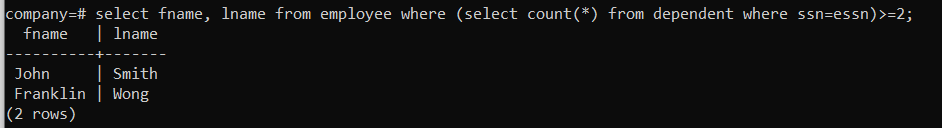 company=# select fname, lname from employee where (select count(*) from dependent where ssn=essn)>=2;
  fname   | lname
----------+-------
 John     | Smith
 Franklin | Wong
(2 rows)